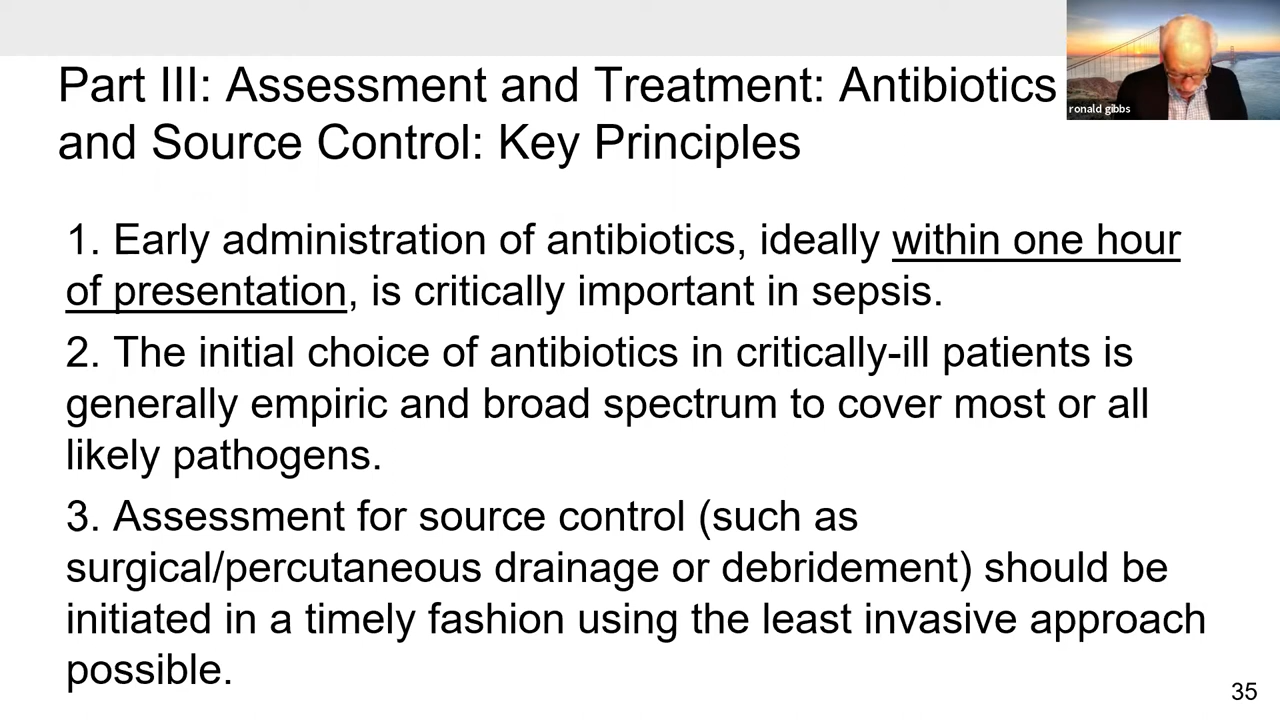 Part III: Assessment and Treatment: Antibiotics
and Source Control: Key Principles
ronald gibbs
1. Early administration of antibiotics, ideally within one hour
of presentation, is critically important in sepsis.
2. The initial choice of antibiotics in critically-ill patients is
generally empiric and broad spectrum to cover most or all
likely pathogens.
3. Assessment for source control (such as
surgical/percutaneous drainage or debridement) should be
initiated in a timely fashion using the least invasive approach
possible.
35